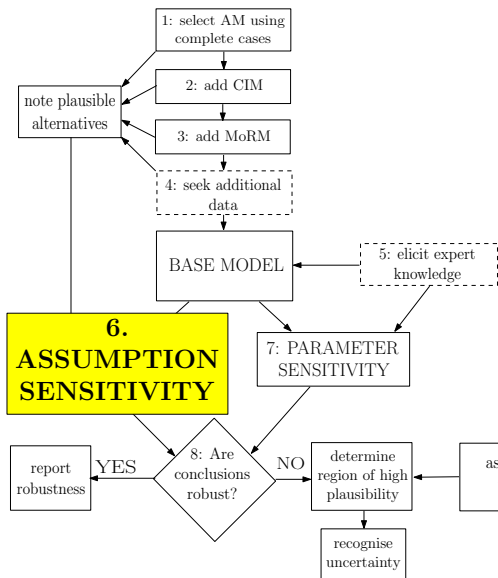 1: select AM using
complete cases
2: add CIM
note plausible
alternatives
3: add MoRM
4: seek additional
data
BASE MODEL
5: elicit expert
knowledge
6.
ASSUMPTION
SENSITIVITY
7: PARAMETER
SENSITIVITY
8: Are
conclusions
robust?
YES
NO
report
robustness
determine
region of high
plausibility
as
recognise
uncertainty